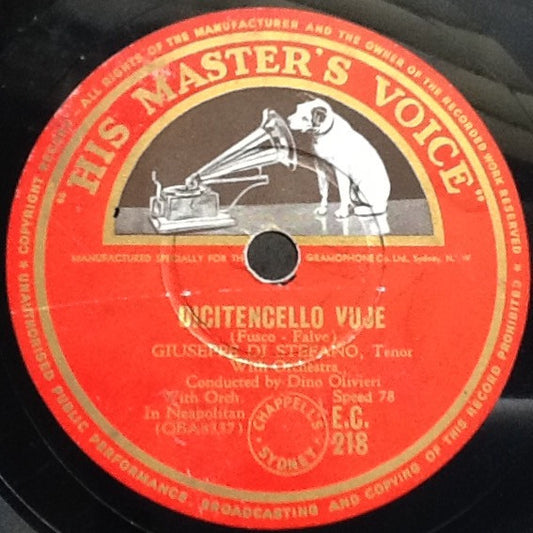 ALL RIGHTS OF THE MANUFACTURER AND THE OWNER OF THE RECORDED WORK RESERVED
"HIS MASTER'S VOICE"
MANUFACTURED SPECIALLY FOR THE GRAMOPHONE Co. Ltd., Sydney, N. W
DICITENCELLO VUJE
(Fusco - Falvo)
GIUSEPPE DI STEFANO, Tenor
With Orchestra
Conducted by Dino Olivieri
With Orch Speed 78
In Neapolitan E.C.
218
CHAPPELL'S
SYDNEY
* UNAUTHORISED PUBLIC PERFORMANCE, BROADCASTING AND COPYING OF THIS RECORD PROHIBITED *
COPYRIGHT